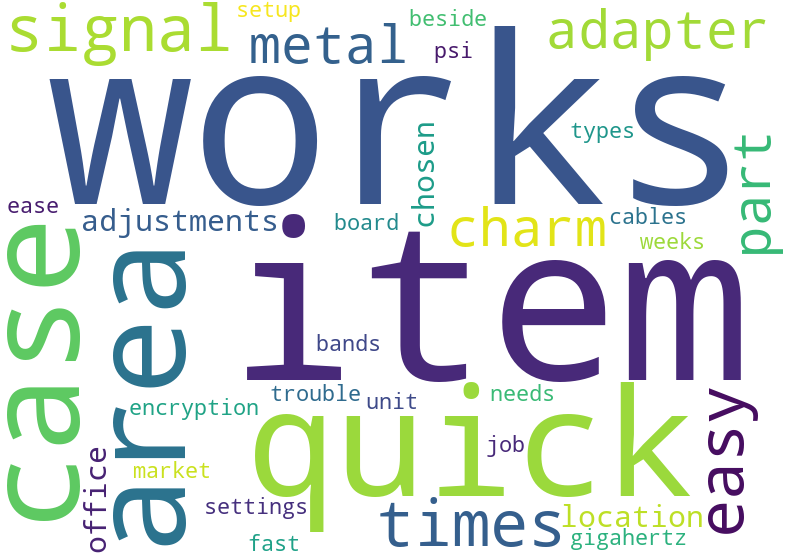 signal
setup
beside
metal
psi
adapter
works
types
chosen
part
ease
adjustments
board
charm
cables
weeks
case
area
item
bands
trouble
unit
needs
encryption
quick
easy
office
market
job
settings
times
location
fast
gigahertz